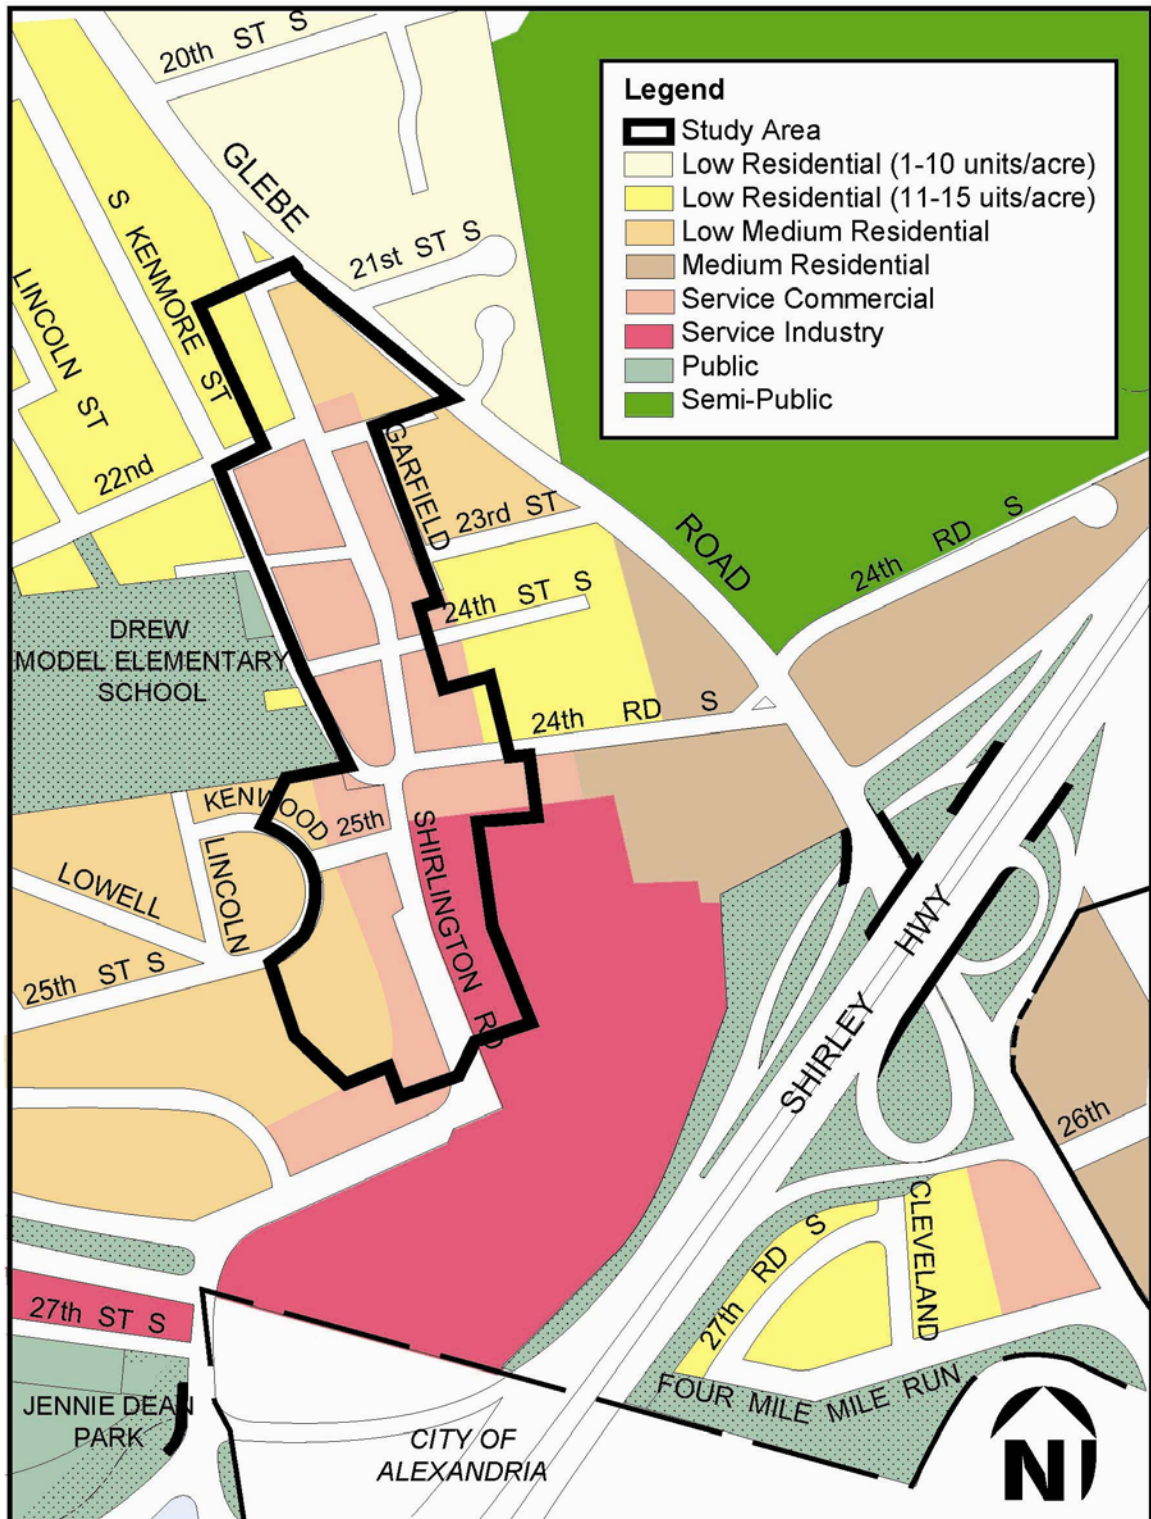 20th ST S
GLEBE
Legend
Study Area
Low Residential (1-10 units/acre)
Low Residential (11-15 uits/acre)
Low Medium Residential
Medium Residential
Service Commercial
Service Industry
Public
Semi-Public
S KENMORE ST
21st ST S
LINCOLN ST
22nd
GARFIELD
23rd ST
ROAD
24th RD S
24th ST S
DREW
MODEL ELEMENTARY
SCHOOL
24th RD S
KENWOOD
25th
SHIRLINGTON RD
LOWELL
LINCOLN
25th ST S
SHIRLEY HWY
26th
CLEVELAND
27th RD S
27th ST S
FOUR MILE MILE RUN
JENNIE DEAN
PARK
CITY OF
ALEXANDRIA
N